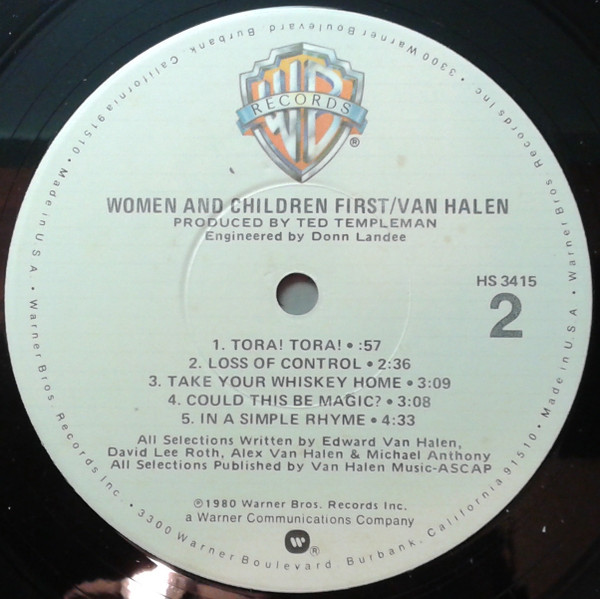 WB
RECORDS
®
WOMEN AND CHILDREN FIRST/VAN HALEN
PRODUCED BY TED TEMPLEMAN
Engineered by Donn Landee
HS 3415
2
1. TORA! TORA! • :57
2. LOSS OF CONTROL • 2:36
3. TAKE YOUR WHISKEY HOME • 3:09
4. COULD THIS BE MAGIC? • 3:08
5. IN A SIMPLE RHYME • 4:33
All Selections Written by Edward Van Halen,
David Lee Roth, Alex Van Halen & Michael Anthony
All Selections Published by Van Halen Music-ASCAP
℗1980 Warner Bros. Records Inc.
a Warner Communications Company
W®
Made in U.S.A. • Warner Bros. Records Inc. • 3300 Warner Boulevard, Burbank, California 91510 • Made in U.S.A. • Warner Bros. Records Inc • 3300 Warner Boulevard, Burbank, California 91510 •